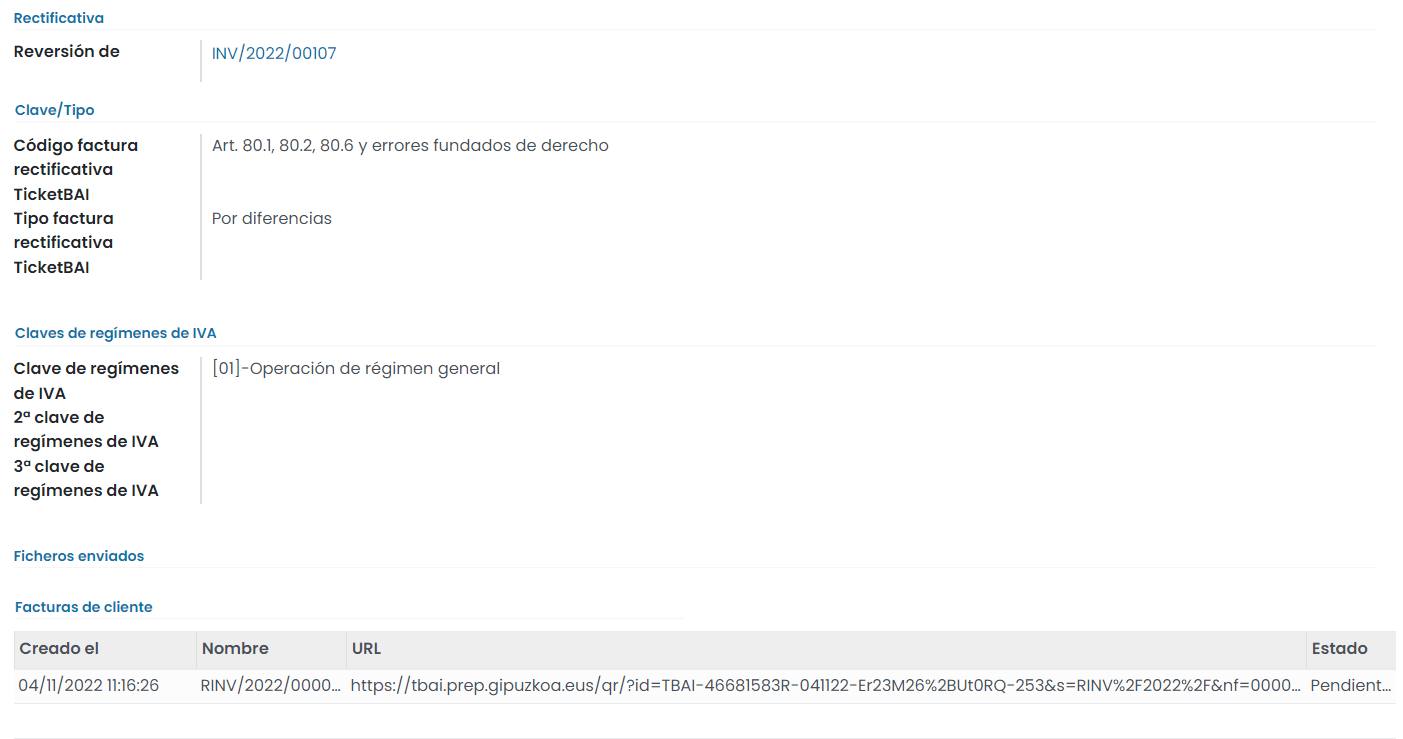 Rectificativa
Reversión de INV/2022/00107
Clave/Tipo
Código factura Art. 80.1, 80.2, 80.6 y errores fundados de derecho
rectificativa
TicketBAI
Tipo factura Por diferencias
rectificativa
TicketBAI
Claves de regímenes de IVA
Clave de regímenes [01]-Operación de régimen general
de IVA
2ª clave de
regímenes de IVA
3ª clave de
regímenes de IVA
Ficheros enviados
Facturas de cliente
Creado el Nombre URL Estado
04/11/2022 11:16:26 RINV/2022/0000... https://tbai.prep.gipuzkoa.eus/qr/?id=TBAI-46681583R-041122-Er23M26%2BUt0RQ-253&s=RINV%2F2022%2F&nf=0000... Pendient...